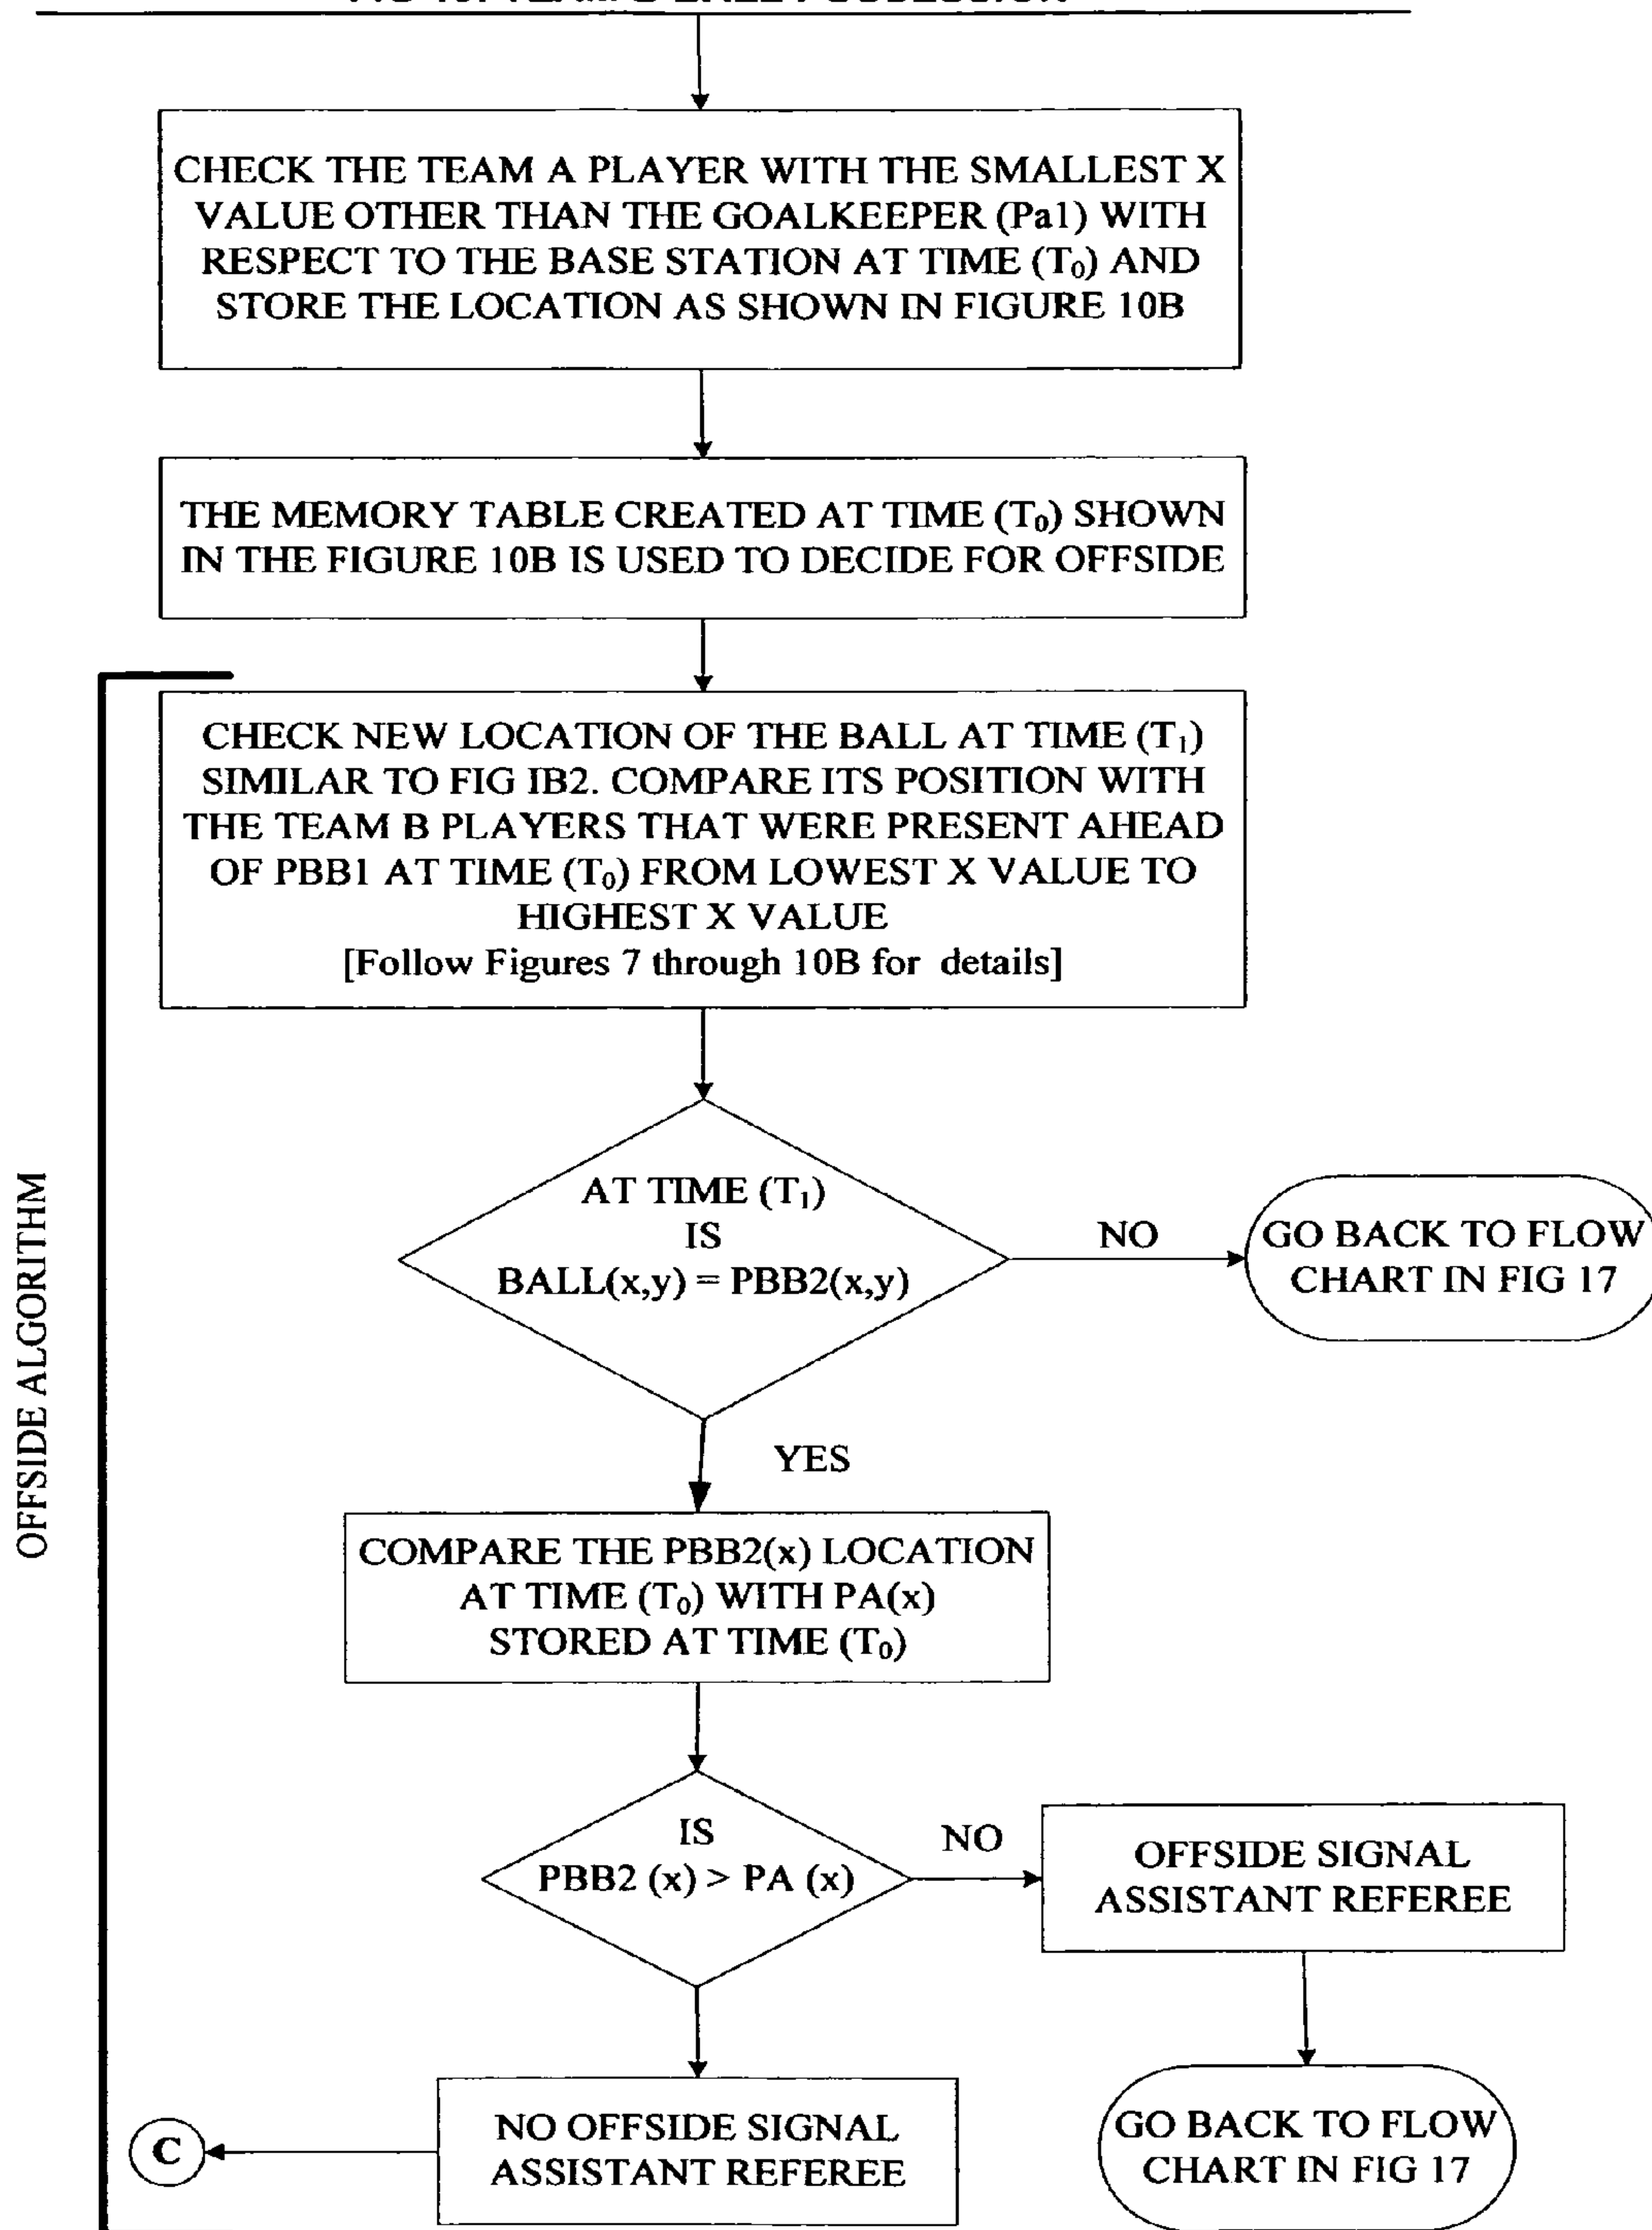 CHECK THE TEAM A PLAYER WITH THE SMALLEST X
VALUE OTHER THAN THE GOALKEEPER (Pa1) WITH
RESPECT TO THE BASE STATION AT TIME (T₀) AND
STORE THE LOCATION AS SHOWN IN FIGURE 10B
THE MEMORY TABLE CREATED AT TIME (T₀) SHOWN
IN THE FIGURE 10B IS USED TO DECIDE FOR OFFSIDE
CHECK NEW LOCATION OF THE BALL AT TIME (T₁)
SIMILAR TO FIG IB2. COMPARE ITS POSITION WITH
THE TEAM B PLAYERS THAT WERE PRESENT AHEAD
OF PBB1 AT TIME (T₀) FROM LOWEST X VALUE TO
HIGHEST X VALUE
[Follow Figures 7 through 10B for details]
OFFSIDE ALGORITHM
AT TIME (T₁)
IS
BALL(x,y) = PBB2(x,y)
NO
GO BACK TO FLOW
CHART IN FIG 17
YES
COMPARE THE PBB2(x) LOCATION
AT TIME (T₀) WITH PA(x)
STORED AT TIME (T₀)
IS
PBB2 (x) > PA (x)
NO
OFFSIDE SIGNAL
ASSISTANT REFEREE
NO OFFSIDE SIGNAL
ASSISTANT REFEREE
C
GO BACK TO FLOW
CHART IN FIG 17